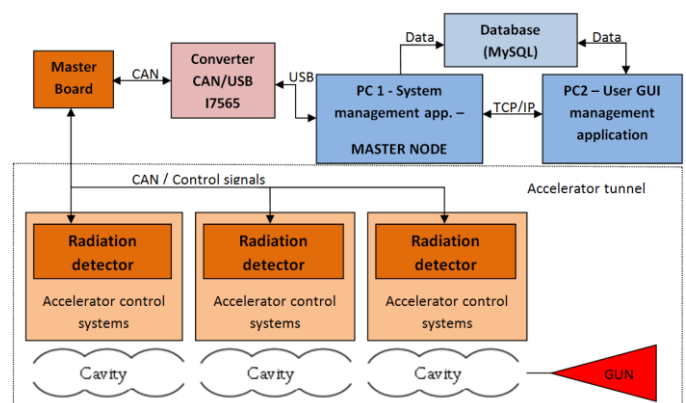 Database
(MySQL)
Data
Data
Master
Board
CAN
Converter
CAN/USB
I7565
USB
PC 1 - System
management app. –
MASTER NODE
TCP/IP
PC2 – User GUI
management
application
CAN / Control signals
Accelerator tunnel
Radiation
detector
Accelerator control
systems
Radiation
detector
Accelerator control
systems
Radiation
detector
Accelerator control
systems
Cavity
Cavity
Cavity
GUN